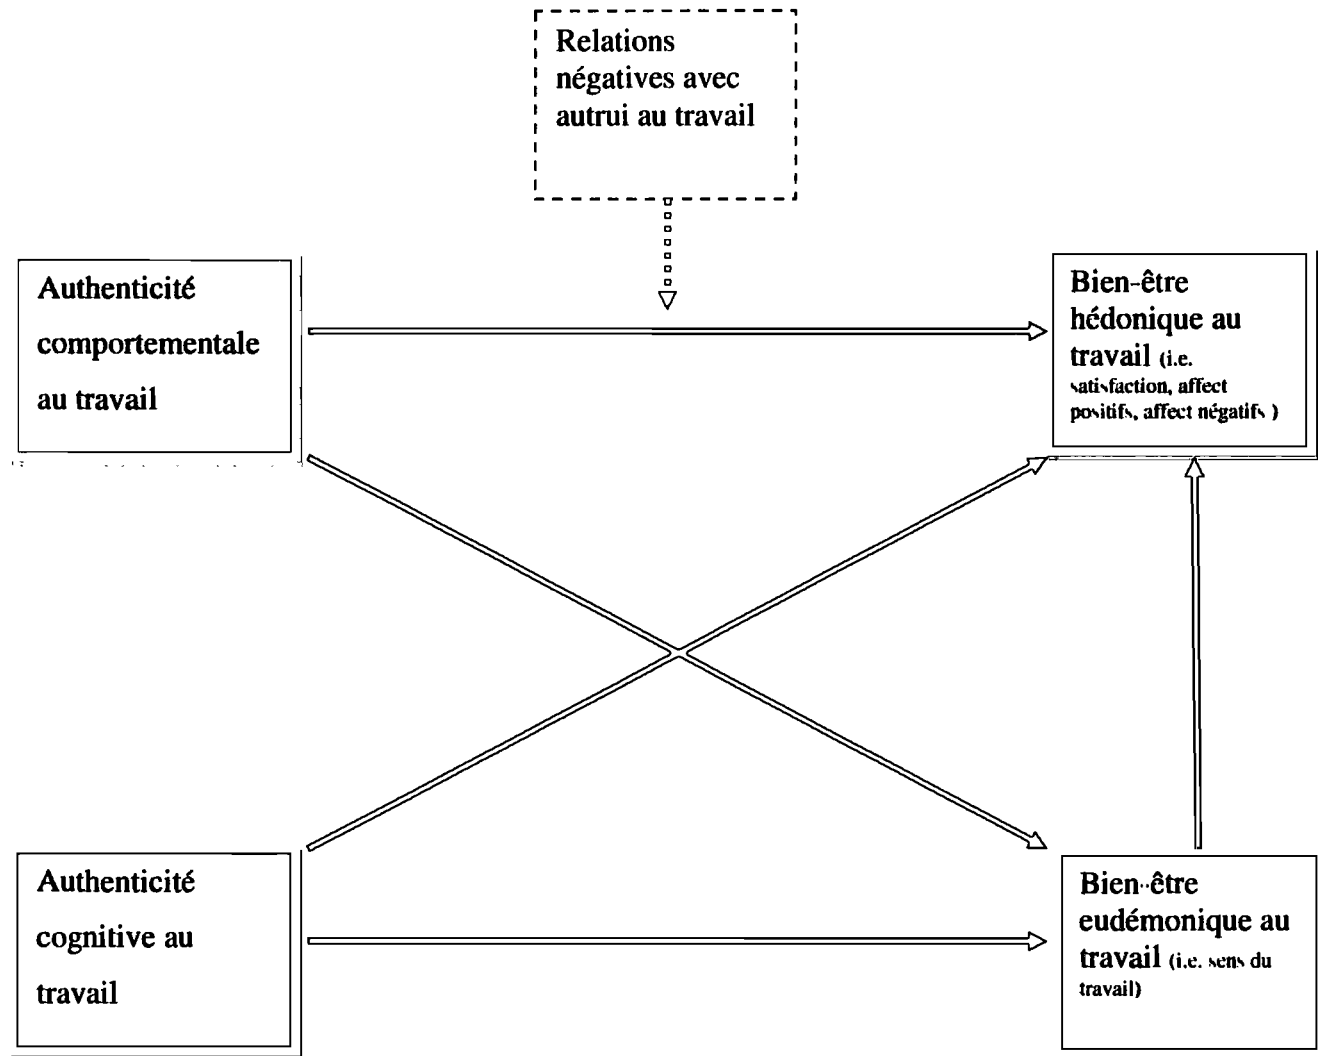 Relations
négatives avec
autrui au travail
Authenticité
comportementale
au travail
Bien-être
hédonique au
travail (i.e.
satisfaction, affect
positifs, affect négatifs )
Authenticité
cognitive au
travail
Bien-être
eudémonique au
travail (i.e. sens du
travail)